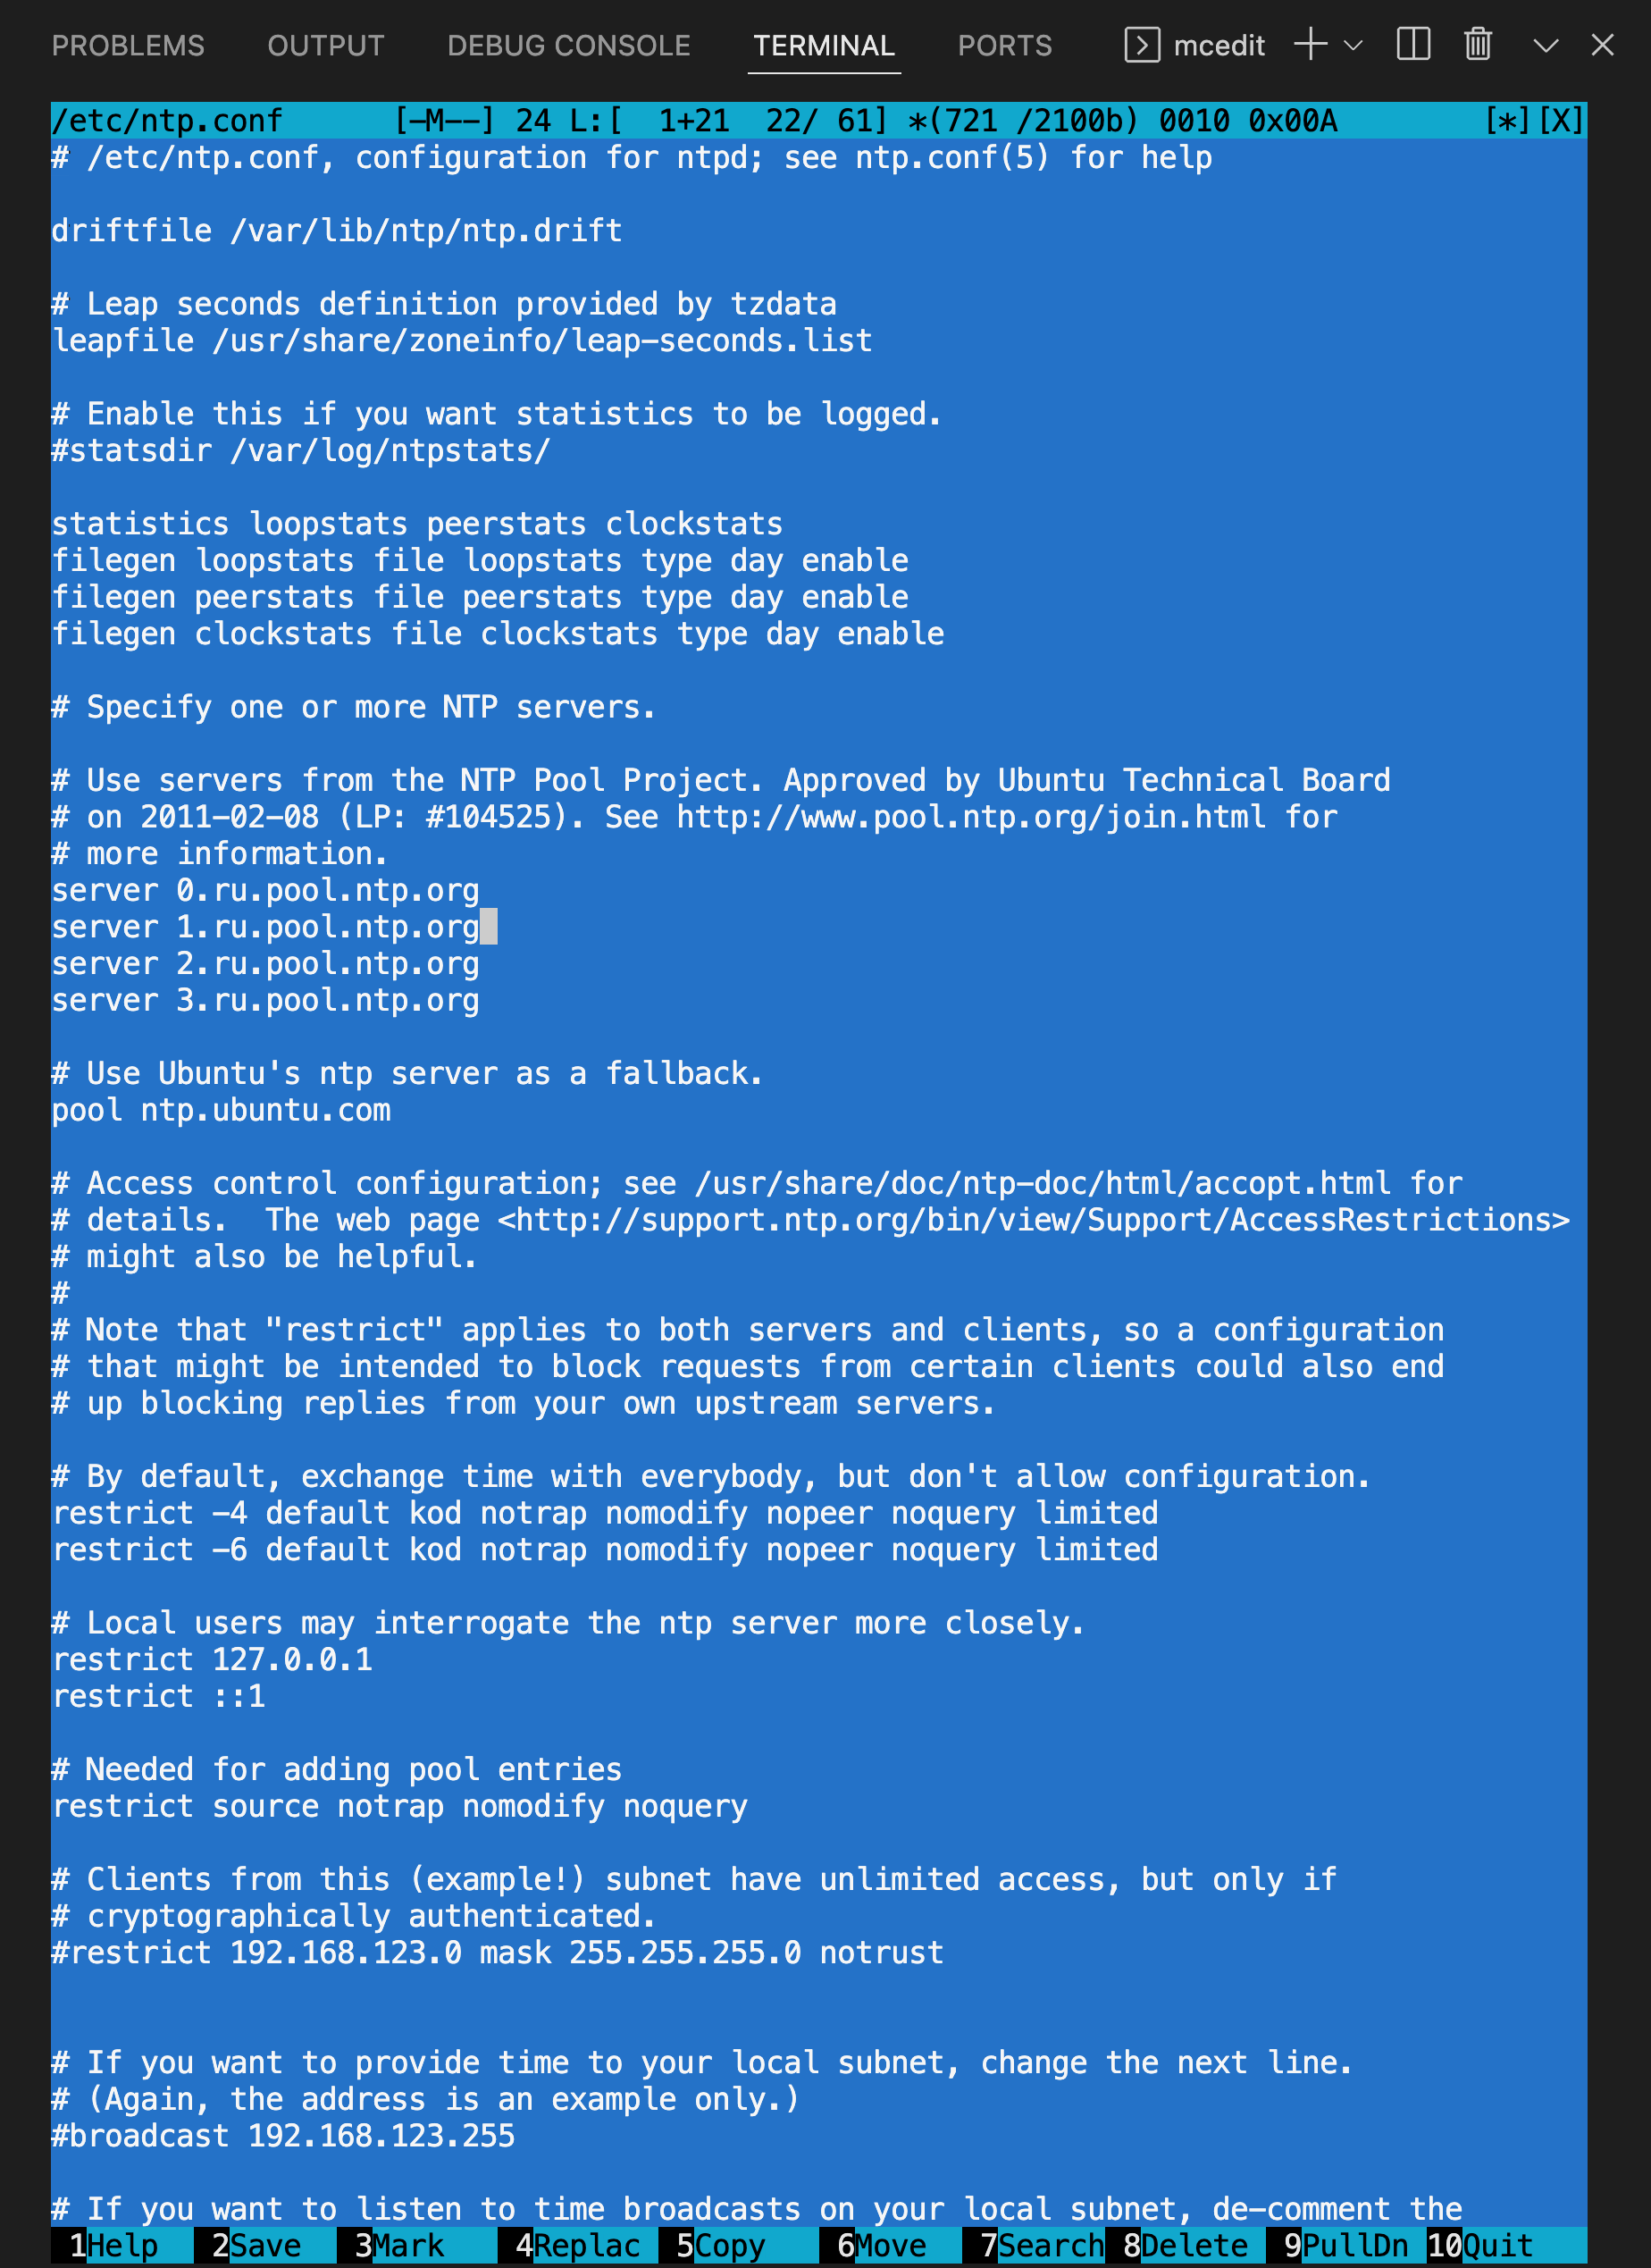 PROBLEMS OUTPUT DEBUG CONSOLE TERMINAL PORTS mcedit
/etc/ntp.conf [-M--] 24 L:[ 1+21 22/ 61] *(721 /2100b) 0010 0x00A [*][X]
# /etc/ntp.conf, configuration for ntpd; see ntp.conf(5) for help
driftfile /var/lib/ntp/ntp.drift
# Leap seconds definition provided by tzdata
leapfile /usr/share/zoneinfo/leap-seconds.list
# Enable this if you want statistics to be logged.
#statsdir /var/log/ntpstats/
statistics loopstats peerstats clockstats
filegen loopstats file loopstats type day enable
filegen peerstats file peerstats type day enable
filegen clockstats file clockstats type day enable
# Specify one or more NTP servers.
# Use servers from the NTP Pool Project. Approved by Ubuntu Technical Board
# on 2011-02-08 (LP: #104525). See http://www.pool.ntp.org/join.html for
# more information.
server 0.ru.pool.ntp.org
server 1.ru.pool.ntp.org
server 2.ru.pool.ntp.org
server 3.ru.pool.ntp.org
# Use Ubuntu's ntp server as a fallback.
pool ntp.ubuntu.com
# Access control configuration; see /usr/share/doc/ntp-doc/html/accopt.html for
# details.  The web page <http://support.ntp.org/bin/view/Support/AccessRestrictions>
# might also be helpful.
#
# Note that "restrict" applies to both servers and clients, so a configuration
# that might be intended to block requests from certain clients could also end
# up blocking replies from your own upstream servers.
# By default, exchange time with everybody, but don't allow configuration.
restrict -4 default kod notrap nomodify nopeer noquery limited
restrict -6 default kod notrap nomodify nopeer noquery limited
# Local users may interrogate the ntp server more closely.
restrict 127.0.0.1
restrict ::1
# Needed for adding pool entries
restrict source notrap nomodify noquery
# Clients from this (example!) subnet have unlimited access, but only if
# cryptographically authenticated.
#restrict 192.168.123.0 mask 255.255.255.0 notrust
# If you want to provide time to your local subnet, change the next line.
# (Again, the address is an example only.)
#broadcast 192.168.123.255
# If you want to listen to time broadcasts on your local subnet, de-comment the
1Help 2Save 3Mark 4Replac 5Copy 6Move 7Search 8Delete 9PullDn 10Quit